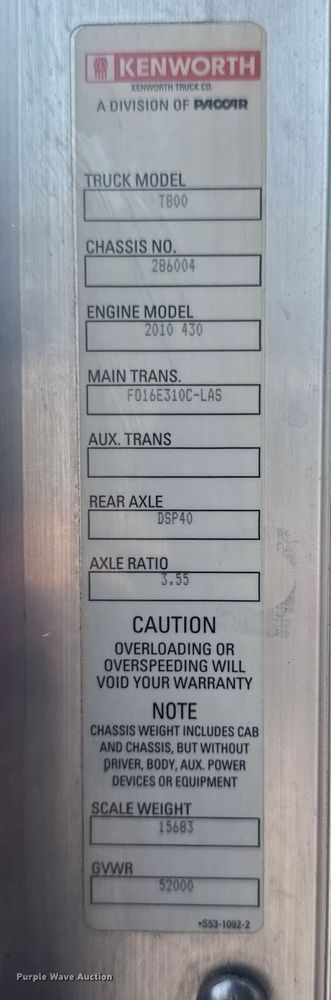 KENWORTH
KENWORTH TRUCK CO.
A DIVISION OF PACCAR
TRUCK MODEL
T800
CHASSIS NO.
286004
ENGINE MODEL
2010 430
MAIN TRANS.
FO16E310C-LAS
AUX. TRANS
REAR AXLE
DSP40
AXLE RATIO
3.55
CAUTION
OVERLOADING OR
OVERSPEEDING WILL
VOID YOUR WARRANTY
NOTE
CHASSIS WEIGHT INCLUDES CAB
AND CHASSIS, BUT WITHOUT
DRIVER, BODY, AUX. POWER
DEVICES OR EQUIPMENT
SCALE WEIGHT
15683
GVWR
52000
*S53-1092-2
Purple Wave Auction